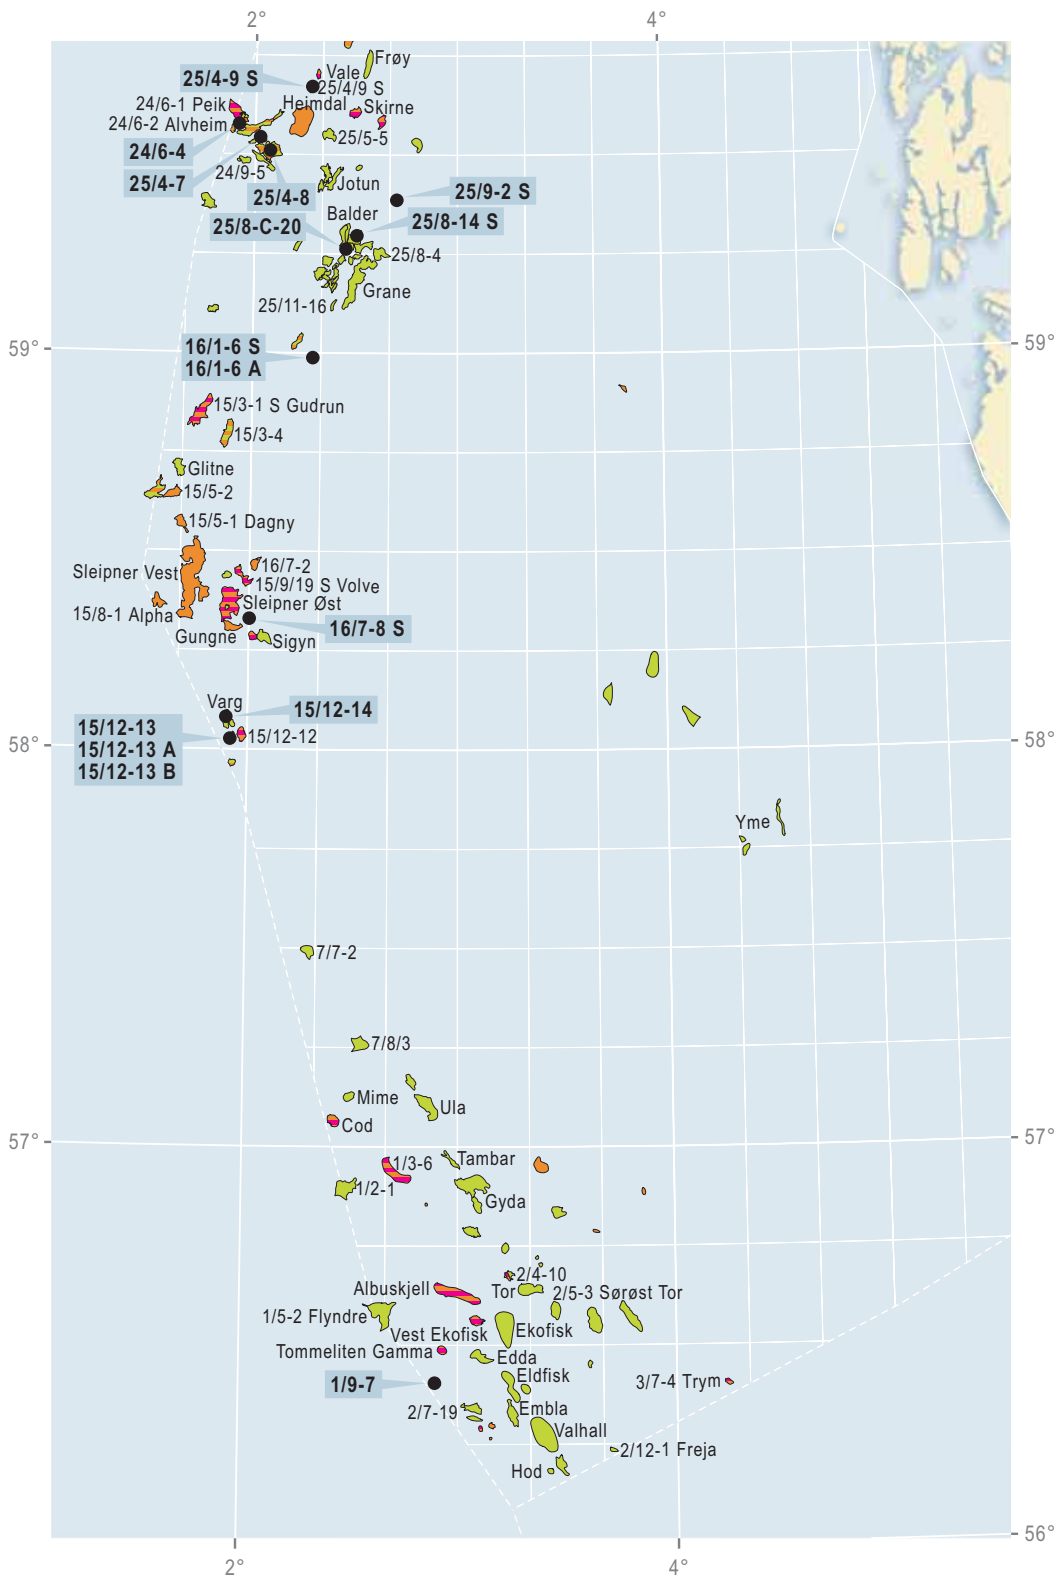 2°
4°
Frøy
Vale
25/4-9 S
25/4/9 S
24/6-1 Peik
Heimdal
Skirne
24/6-2 Alvheim
25/5-5
24/6-4
24/9-5
25/4-7
Jotun
25/4-8
25/9-2 S
Balder
25/8-14 S
25/8-C-20
25/8-4
Grane
25/11-16
59°
59°
16/1-6 S
16/1-6 A
15/3-1 S Gudrun
15/3-4
Glitne
15/5-2
15/5-1 Dagny
Sleipner Vest
16/7-2
15/9/19 S Volve
Sleipner Øst
15/8-1 Alpha
16/7-8 S
Gungne
Sigyn
Varg
15/12-14
15/12-13
15/12-13 A
15/12-13 B
15/12-12
58°
58°
Yme
7/7-2
7/8/3
Mime
Ula
Cod
57°
57°
1/3-6
Tambar
1/2-1
Gyda
2/4-10
Albuskjell
Tor
2/5-3 Sørøst Tor
1/5-2 Flyndre
Vest Ekofisk
Ekofisk
Tommeliten Gamma
Edda
1/9-7
Eldfisk
3/7-4 Trym
2/7-19
Embla
Valhall
2/12-1 Freja
Hod
56°
2°
4°